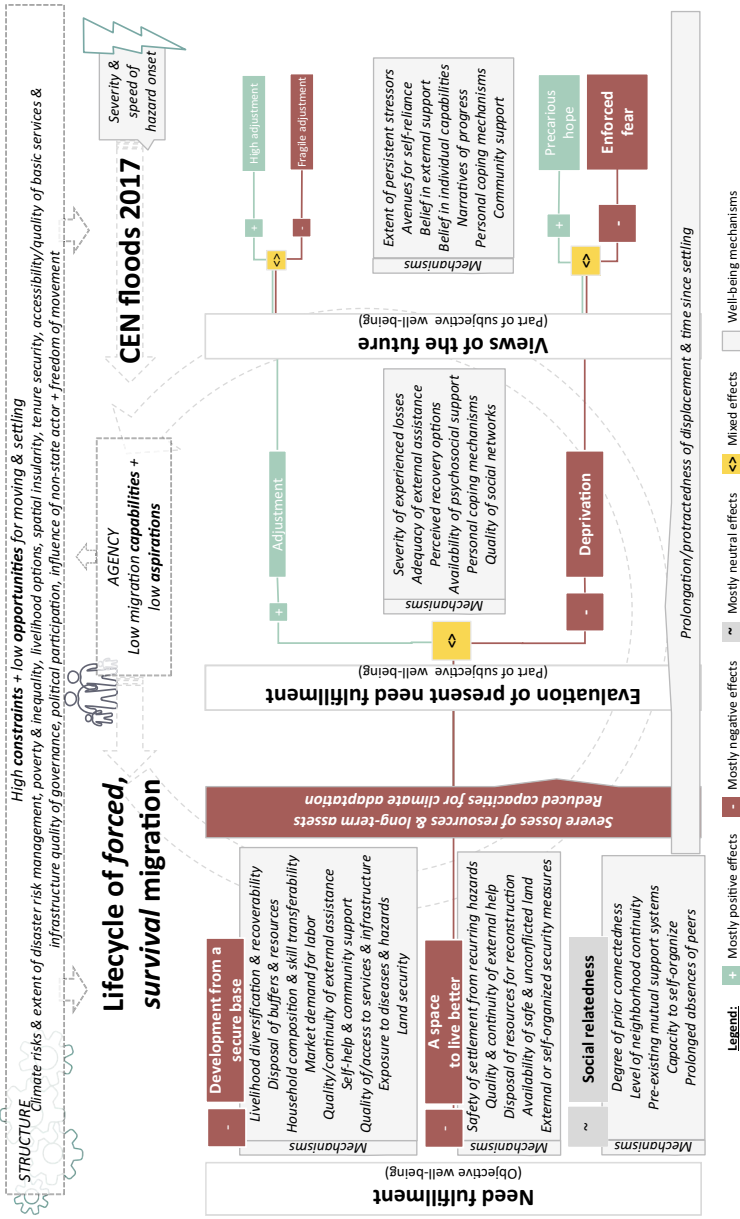 STRUCTURE
High constraints + low opportunities for moving & settling
Climate risks & extent of disaster risk management, poverty & inequality, livelihood options, spatial insularity, tenure security, accessibility/quality of basic services &
infrastructure quality of governance, political participation, influence of non-state actor + freedom of movement
Lifecycle of forced,
survival migration
AGENCY
Low migration capabilities +
low aspirations
CEN floods 2017
Severity &
speed of
hazard onset
Need fulfillment
(Objective well-being)
-
Development from a
secure base
Mechanisms
Livelihood diversification & recoverability
Disposal of buffers & resources
Household composition & skill transferability
Market demand for labor
Quality/continuity of external assistance
Self-help & community support
Quality of/access to services & infrastructure
Exposure to diseases & hazards
Land security
-
A space
to live better
Mechanisms
Safety of settlement from recurring hazards
Quality & continuity of external help
Disposal of resources for reconstruction
Availability of safe & unconflicted land
External or self-organized security measures
~
Social relatedness
Mechanisms
Degree of prior connectedness
Level of neighborhood continuity
Pre-existing mutual support systems
Capacity to self-organize
Prolonged absences of peers
Severe losses of resources & long-term assets
Reduced capacities for climate adaptation
Evaluation of present need fulfillment
(Part of subjective well-being)
<>
+
Adjustment
Mechanisms
Severity of experienced losses
Adequacy of external assistance
Perceived recovery options
Availability of psychosocial support
Personal coping mechanisms
Quality of social networks
-
Deprivation
Views of the future
(Part of subjective well-being)
<>
+
High adjustment
-
Fragile adjustment
Mechanisms
Extent of persistent stressors
Avenues for self-reliance
Belief in external support
Belief in individual capabilities
Narratives of progress
Personal coping mechanisms
Community support
<>
+
Precarious
hope
-
Enforced
fear
Prolongation/protractedness of displacement & time since settling
Legend:
+ Mostly positive effects
- Mostly negative effects
~ Mostly neutral effects
<> Mixed effects
Well-being mechanisms